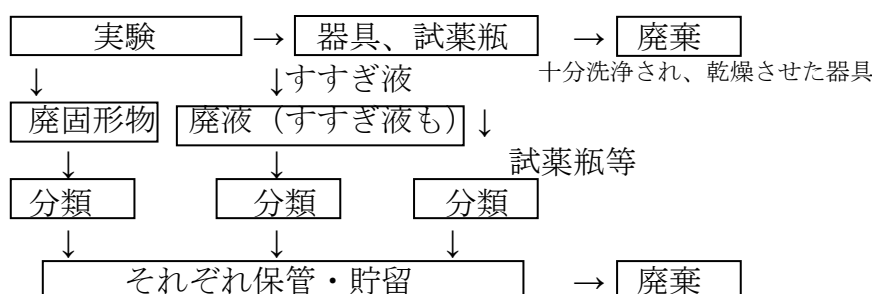 実験 → 器具、試薬瓶 → 廃棄
↓ ↓すすぎ液 十分洗浄され、乾燥させた器具
廃固形物 廃液（すすぎ液も） ↓
↓ ↓ 試薬瓶等
分類 分類 分類
↓ ↓ ↓
それぞれ保管・貯留 → 廃棄